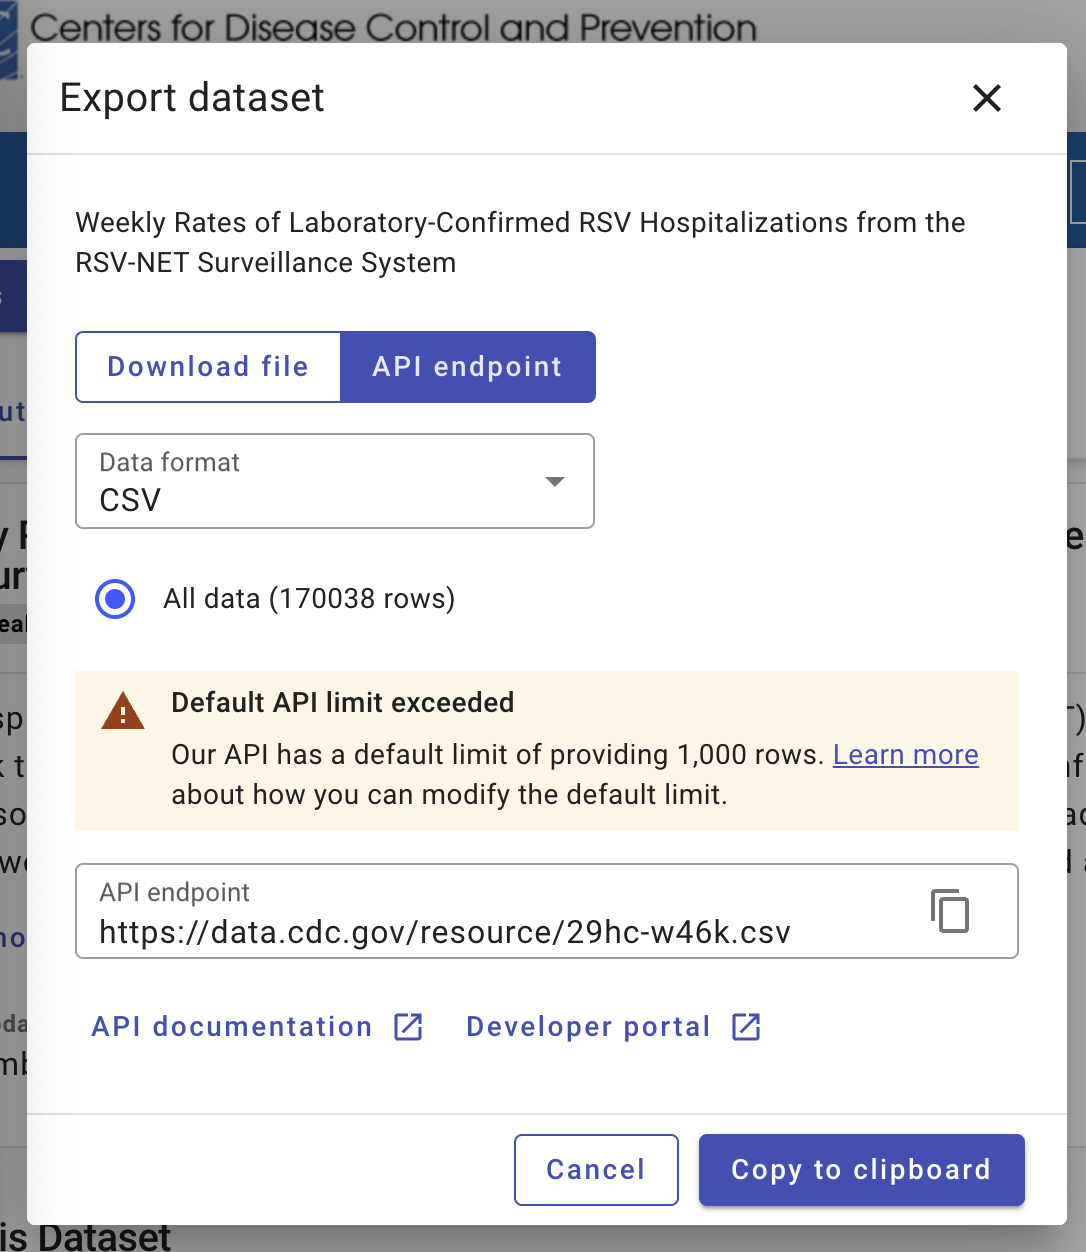 Centers for Disease Control and Prevention
Export dataset
Weekly Rates of Laboratory-Confirmed RSV Hospitalizations from the
RSV-NET Surveillance System
Download file API endpoint
Data format
CSV
All data (170038 rows)
Default API limit exceeded
Our API has a default limit of providing 1,000 rows. Learn more
about how you can modify the default limit.
API endpoint
https://data.cdc.gov/resource/29hc-w46k.csv
API documentation Developer portal
Cancel Copy to clipboard
is Dataset